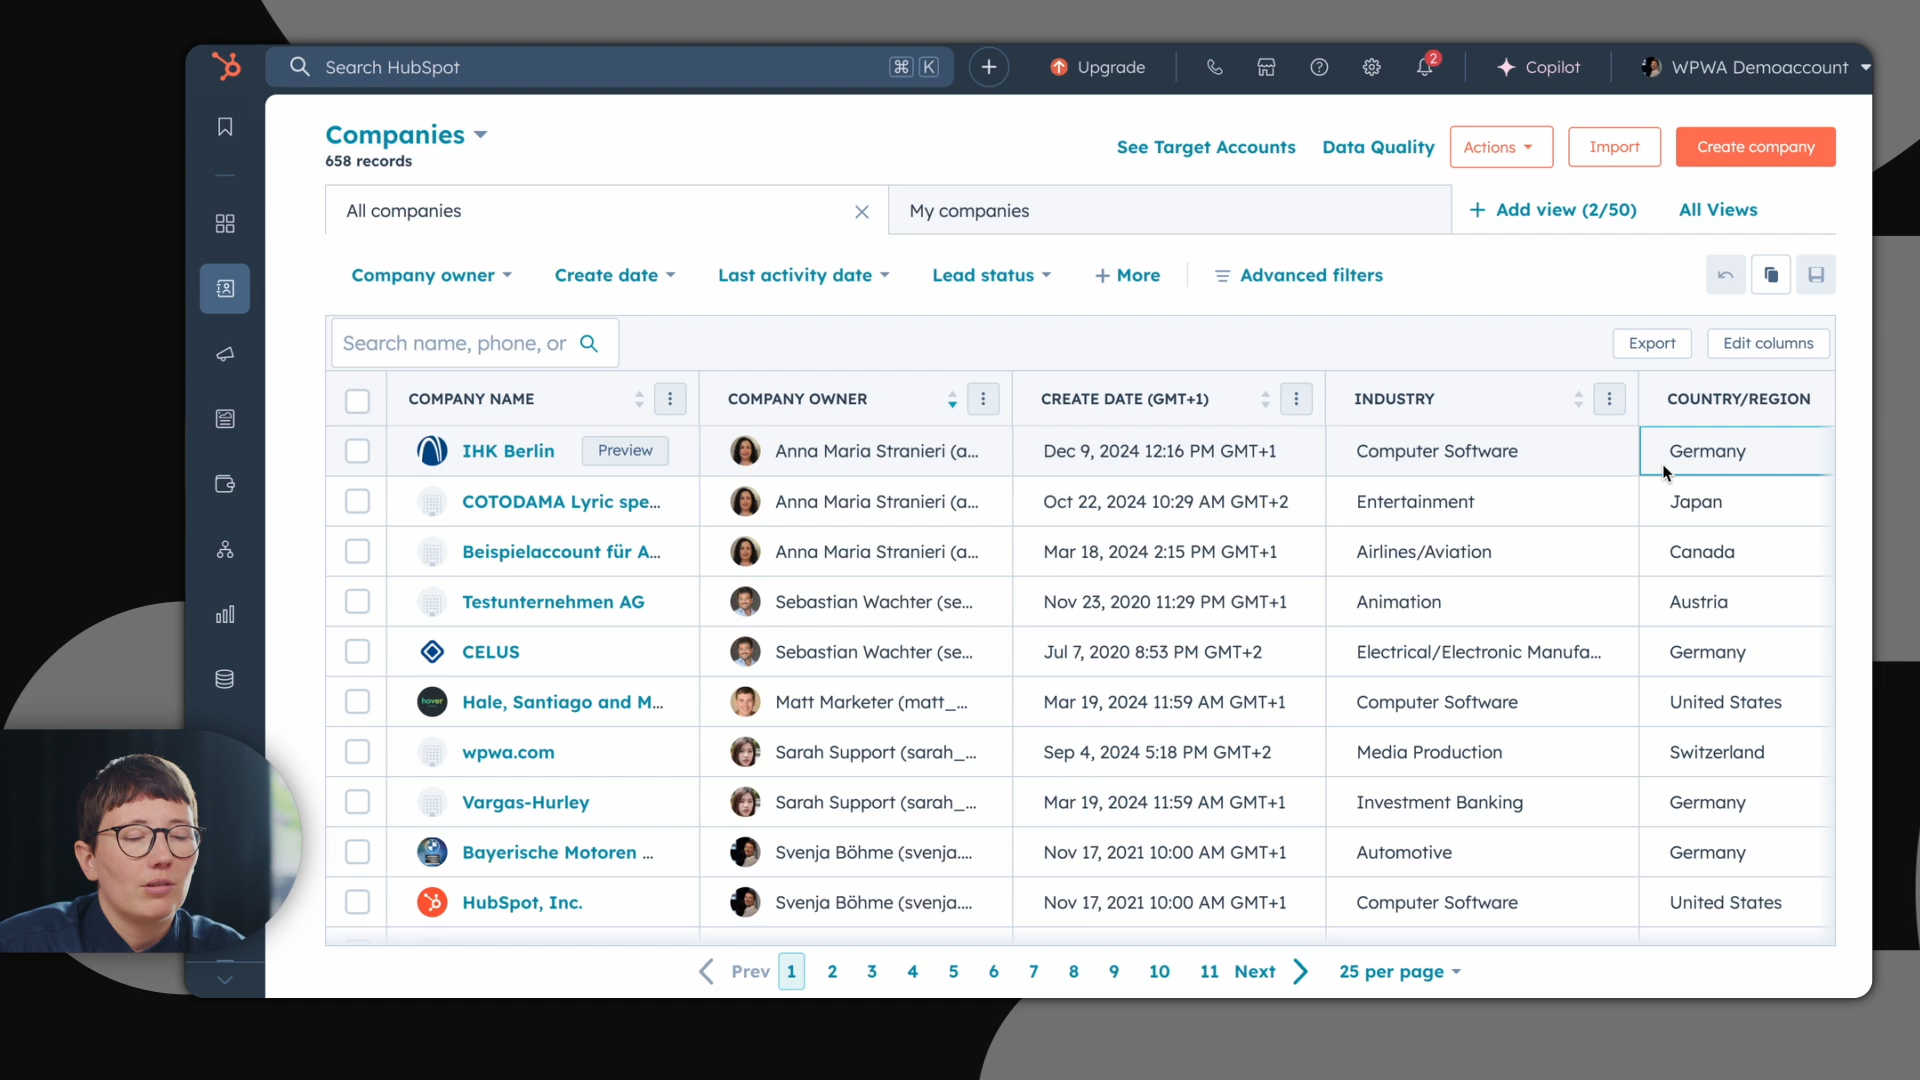 Search HubSpot
⌘ K
Upgrade
2
Copilot
WPWA Demoaccount
Companies
658 records
See Target Accounts
Data Quality
Actions
Import
Create company
All companies
My companies
+ Add view (2/50)
All Views
Company owner
Create date
Last activity date
Lead status
+ More
Advanced filters
Search name, phone, or
Export
Edit columns
COMPANY NAME COMPANY OWNER CREATE DATE (GMT+1) INDUSTRY COUNTRY/REGION
IHK Berlin Preview Anna Maria Stranieri (a... Dec 9, 2024 12:16 PM GMT+1 Computer Software Germany
COTODAMA Lyric spe... Anna Maria Stranieri (a... Oct 22, 2024 10:29 AM GMT+2 Entertainment Japan
Beispielaccount für A... Anna Maria Stranieri (a... Mar 18, 2024 2:15 PM GMT+1 Airlines/Aviation Canada
Testunternehmen AG Sebastian Wachter (se... Nov 23, 2020 11:29 PM GMT+1 Animation Austria
CELUS Sebastian Wachter (se... Jul 7, 2020 8:53 PM GMT+2 Electrical/Electronic Manufa... Germany
hover Hale, Santiago and M... Matt Marketer (matt_... Mar 19, 2024 11:59 AM GMT+1 Computer Software United States
wpwa.com Sarah Support (sarah_... Sep 4, 2024 5:18 PM GMT+2 Media Production Switzerland
Vargas-Hurley Sarah Support (sarah_... Mar 19, 2024 11:59 AM GMT+1 Investment Banking Germany
Bayerische Motoren ... Svenja Böhme (svenja.... Nov 17, 2021 10:00 AM GMT+1 Automotive Germany
HubSpot, Inc. Svenja Böhme (svenja.... Nov 17, 2021 10:00 AM GMT+1 Computer Software United States
Prev 1 2 3 4 5 6 7 8 9 10 11 Next 25 per page